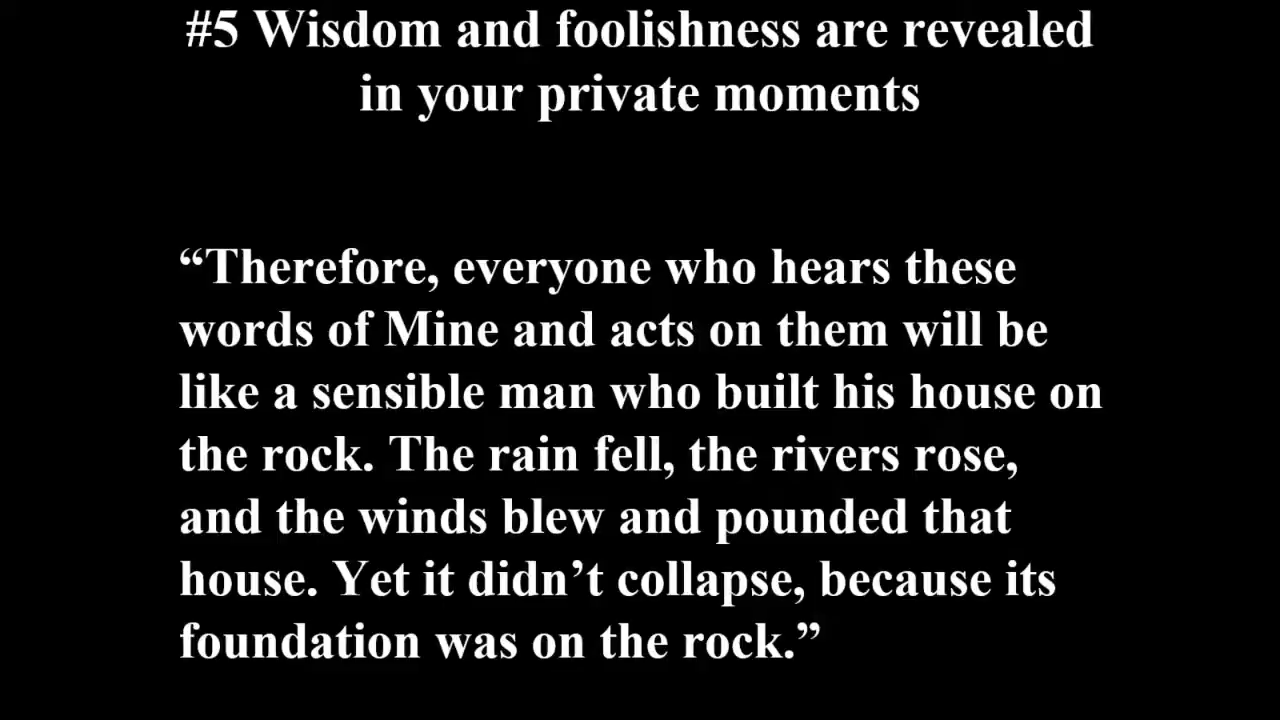 #5 Wisdom and foolishness are revealed
in your private moments
“Therefore, everyone who hears these
words of Mine and acts on them will be
like a sensible man who built his house on
the rock. The rain fell, the rivers rose,
and the winds blew and pounded that
house. Yet it didn’t collapse, because its
foundation was on the rock.”